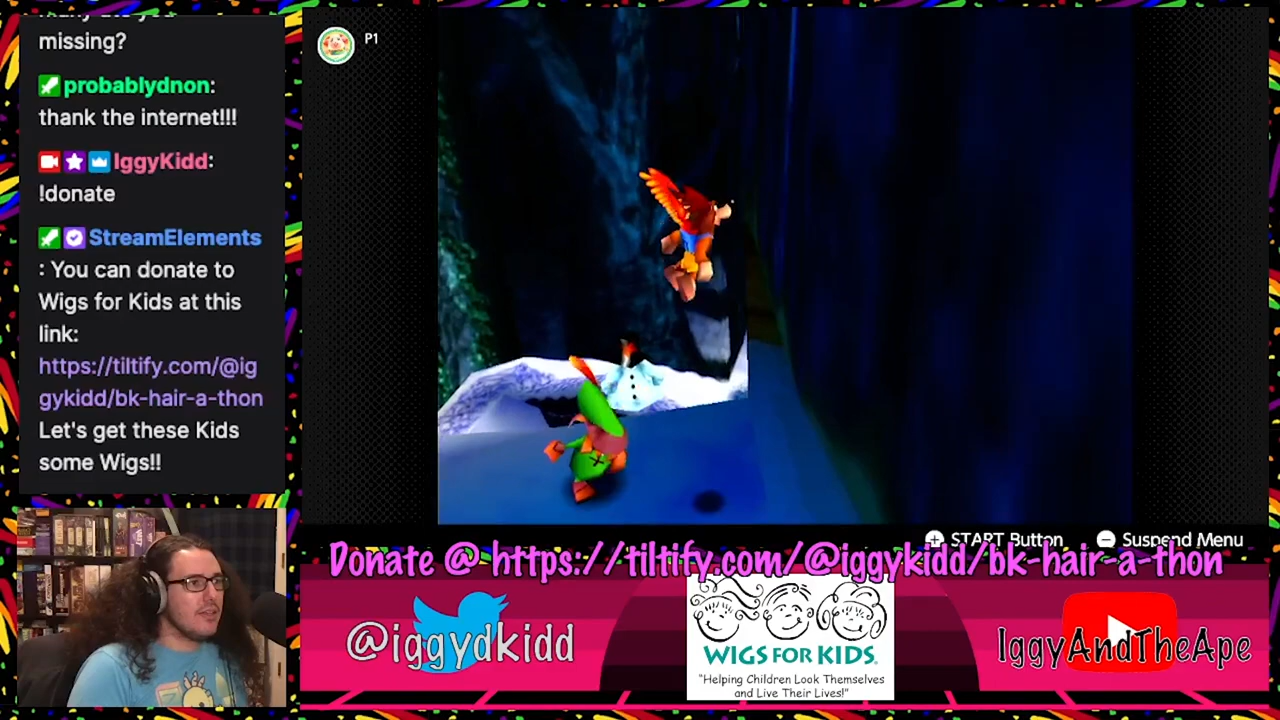 missing?
probablydnon:
thank the internet!!!
IggyKidd:
!donate
StreamElements
: You can donate to
Wigs for Kids at this
link:
https://tiltify.com/@ig
gykidd/bk-hair-a-thon
Let's get these Kids
some Wigs!!
P1
START Button
Suspend Menu
Donate @ https://tiltify.com/@iggykidd/bk-hair-a-thon
@iggydkidd
WIGS FOR KIDS.
"Helping Children Look Themselves
and Live Their Lives!"
IggyAndTheApe